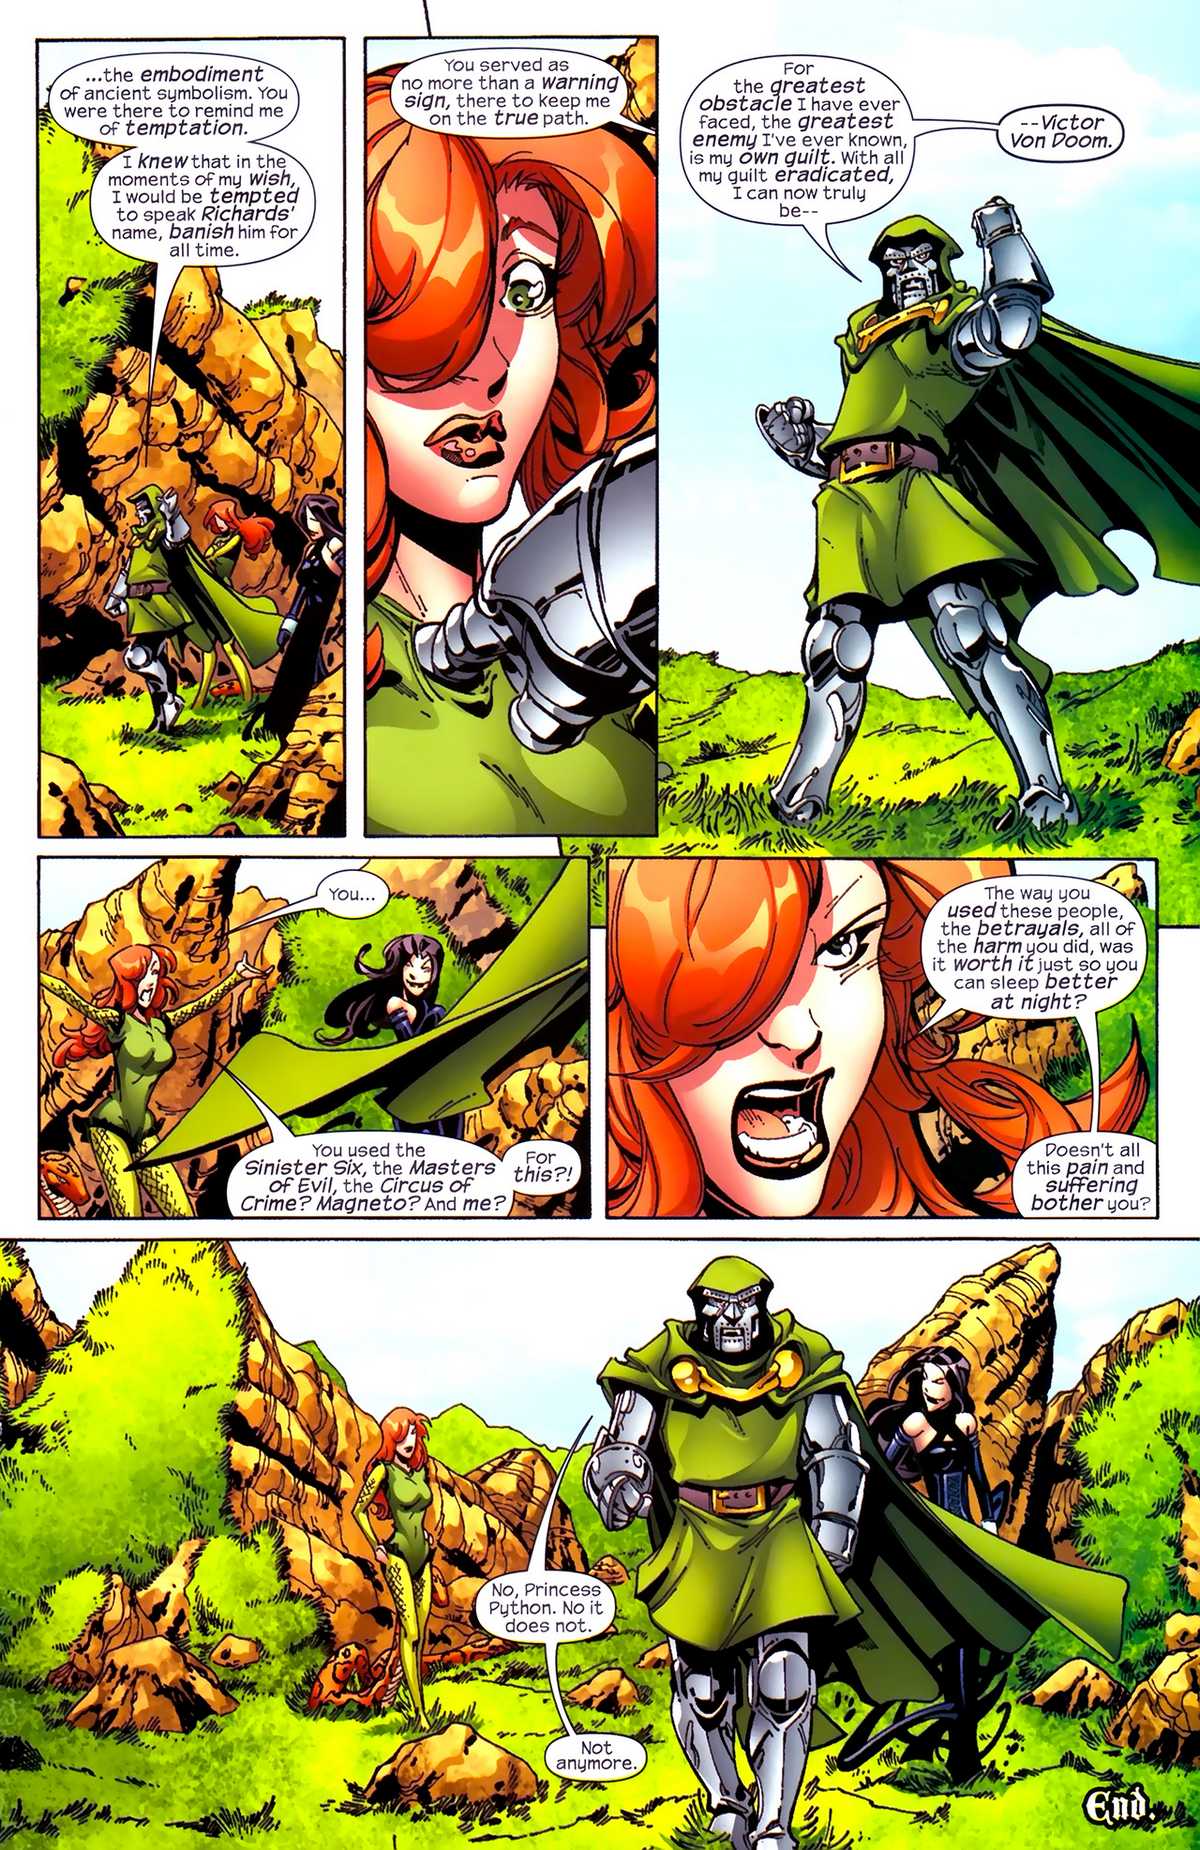 ...the embodiment
of ancient symbolism. You
were there to remind me
of temptation.
I knew that in the
moments of my wish,
I would be tempted
to speak Richards'
name, banish him for
all time.
You served as
no more than a warning
sign, there to keep me
on the true path.
For
the greatest
obstacle I have ever
faced, the greatest
enemy I've ever known,
is my own guilt. With all
my guilt eradicated,
I can now truly
be--
--Victor
Von Doom.
You...
You used the
Sinister Six, the Masters
of Evil, the Circus of
Crime? Magneto? And me?
For
this?!
The way you
used these people,
the betrayals, all of
the harm you did, was
it worth it just so you
can sleep better
at night?
Doesn't all
this pain and
suffering
bother you?
No, Princess
Python. No it
does not.
Not
anymore.
End.